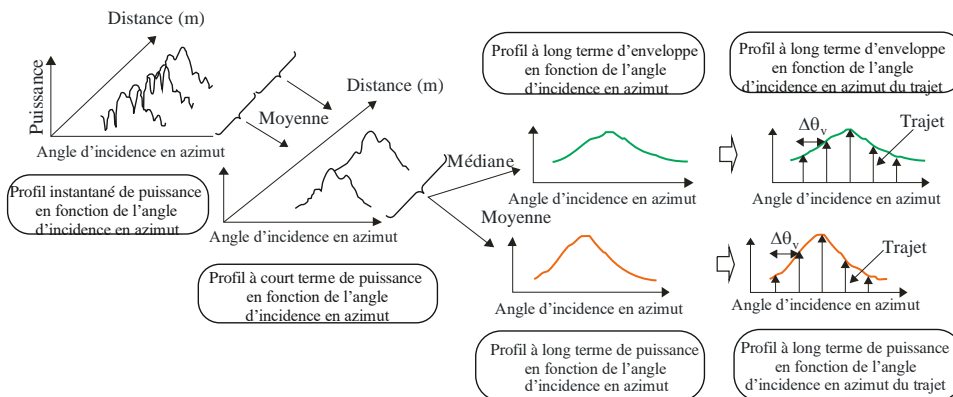 Distance (m)
Puissance
Angle d'incidence en azimut
Profil instantané de puissance
en fonction de l'angle
d'incidence en azimut
Moyenne
Distance (m)
Angle d'incidence en azimut
Profil à court terme de puissance
en fonction de l'angle
d'incidence en azimut
Médiane
Moyenne
Profil à long terme d'enveloppe
en fonction de l'angle
d'incidence en azimut
Angle d'incidence en azimut
Profil à long terme d'enveloppe
en fonction de l'angle
d'incidence en azimut du trajet
Δθv
Trajet
Angle d'incidence en azimut
Angle d'incidence en azimut
Profil à long terme de puissance
en fonction de l'angle
d'incidence en azimut
Δθv
Trajet
Angle d'incidence en azimut
Profil à long terme de puissance
en fonction de l'angle
d'incidence en azimut du trajet